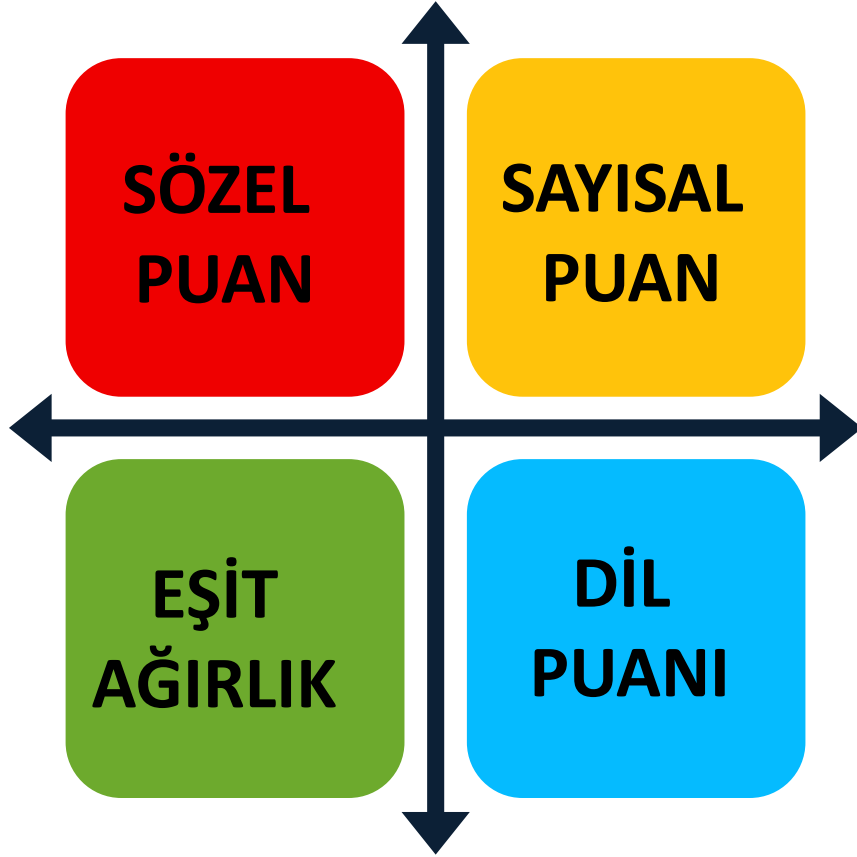 SÖZEL
PUAN
SAYISAL
PUAN
EŞİT
AĞIRLIK
DİL
PUANI